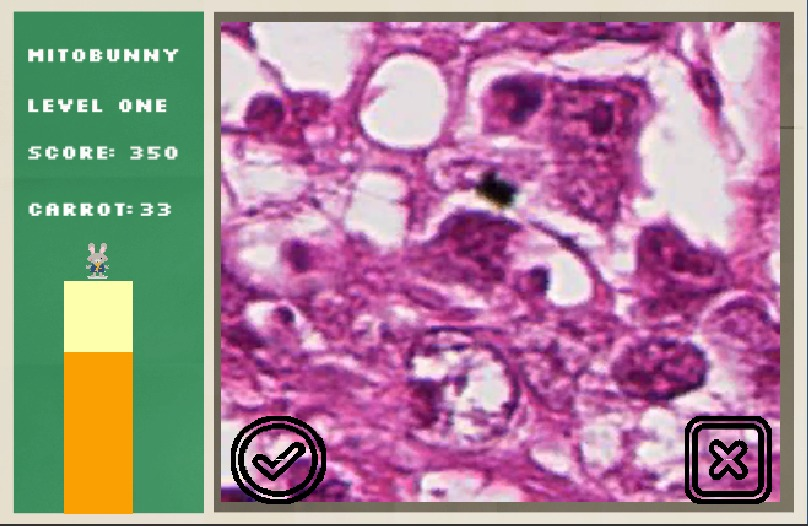 MITOBUNNY
LEVEL ONE
SCORE: 350
CARROT: 33